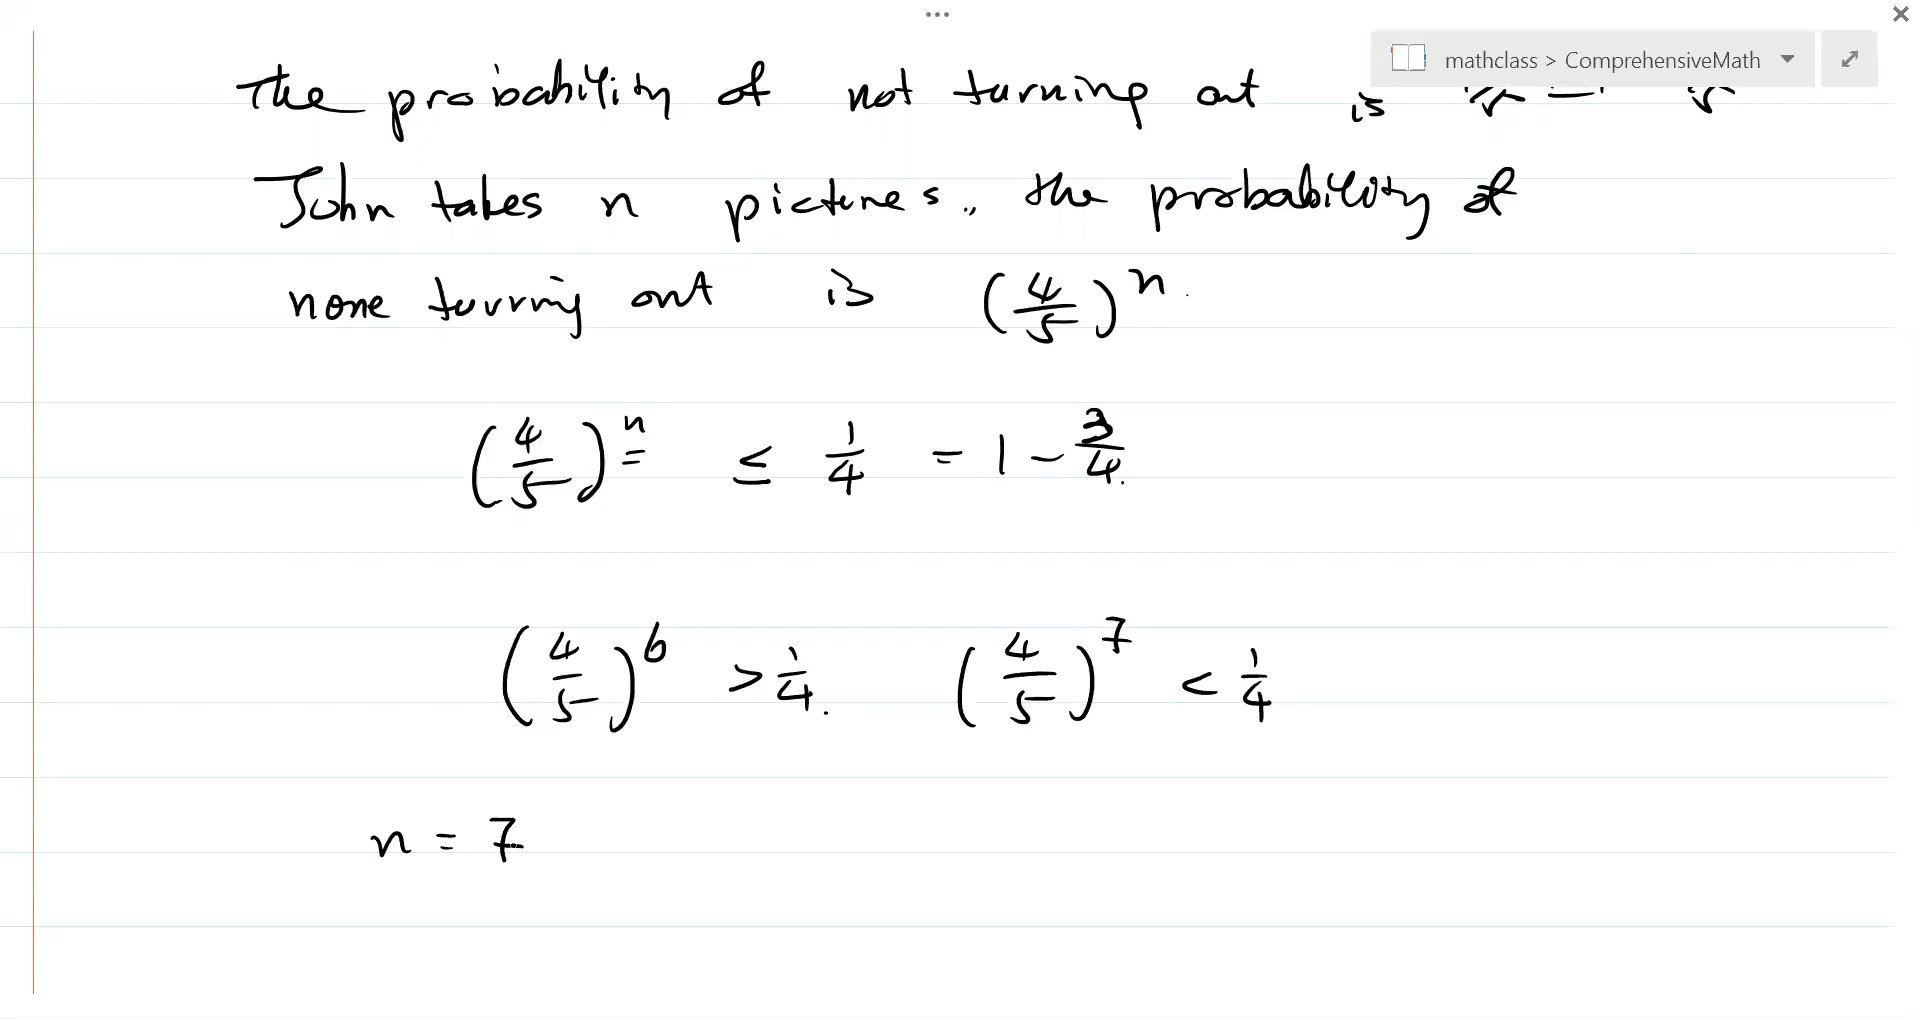 mathclass > ComprehensiveMath
The probability of not turning out is
John takes n pictures, the probability of
none turning out is (4/5)^n.
(4/5)^n ≤ 1/4 = 1 - 3/4.
(4/5)^6 > 1/4. (4/5)^7 < 1/4
n = 7